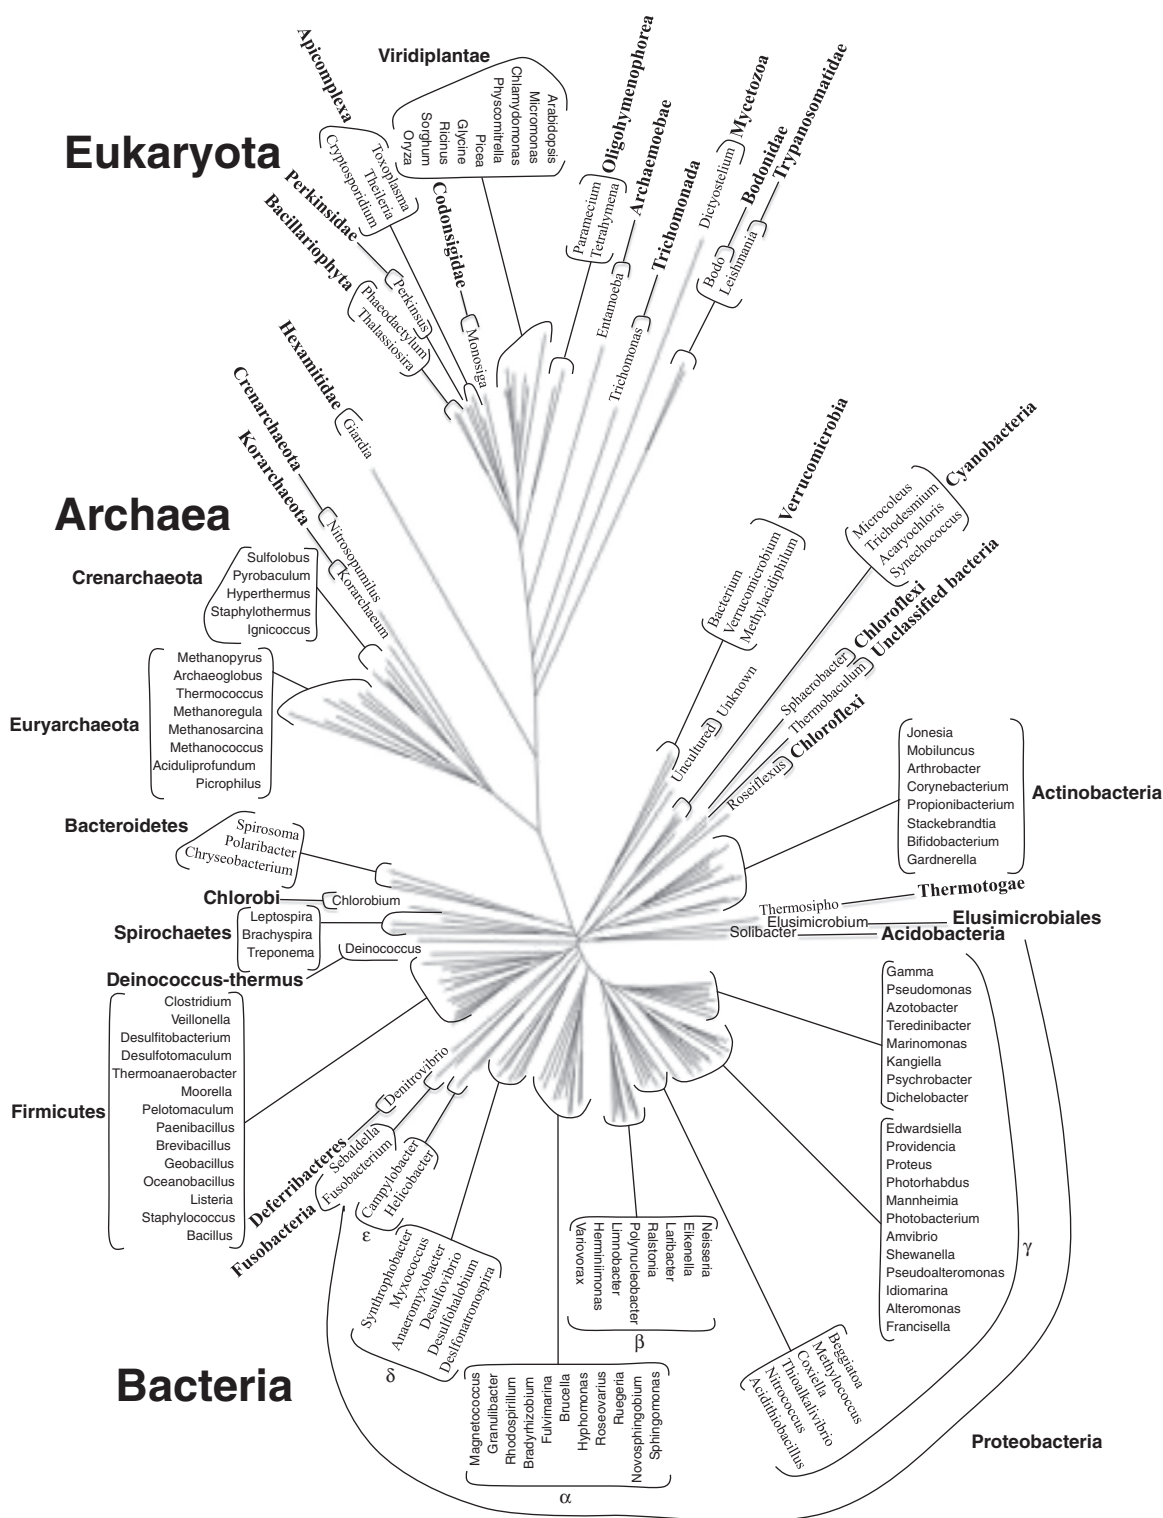 Eukaryota
Apicomplexa
Cryptosporidium
Theileria
Toxoplasma
Viridiplantae
Oryza
Sorghum
Ricinus
Glycine
Picea
Physcomitrella
Chlamydomonas
Micromonas
Arabidopsis
Oligohymenophorea
Paramecium
Tetrahymena
Archaemoebae
Entamoeba
Trichomonada
Trichomonas
Mycetozoa
Dictyostelium
Bodonidae
Bodo
Trypanosomatidae
Leishmania
Perkinsidae
Perkinsus
Bacillariophyta
Phaeodactylum
Thalassiosira
Codonsigidae
Monosiga
Hexamitidae
Giardia
Archaea
Crenarchaeota
Nitrosopumilus
Korarchaeota
Korarchaeum
Crenarchaeota
Sulfolobus
Pyrobaculum
Hyperthermus
Staphylothermus
Ignicoccus
Euryarchaeota
Methanopyrus
Archaeoglobus
Thermococcus
Methanoregula
Methanosarcina
Methanococcus
Aciduliprofundum
Picrophilus
Verrucomicrobia
Bacterium
Verrucomicrobium
Methylacidiphilum
Uncultured
Unknown
Cyanobacteria
Microcoleus
Trichodesmium
Acaryochloris
Synechococcus
Chloroflexi
Sphaerobacter
Unclassified bacteria
Thermobaculum
Chloroflexi
Roseiflexus
Actinobacteria
Jonesia
Mobiluncus
Arthrobacter
Corynebacterium
Propionibacterium
Stackebrandtia
Bifidobacterium
Gardnerella
Thermosipho
Thermotogae
Elusimicrobium
Elusimicrobiales
Solibacter
Acidobacteria
Bacteroidetes
Spirosoma
Polaribacter
Chryseobacterium
Chlorobi
Chlorobium
Spirochaetes
Leptospira
Brachyspira
Treponema
Deinococcus
Deinococcus-thermus
Firmicutes
Clostridium
Veillonella
Desulfitobacterium
Desulfotomaculum
Thermoanaerobacter
Moorella
Pelotomaculum
Paenibacillus
Brevibacillus
Geobacillus
Oceanobacillus
Listeria
Staphylococcus
Bacillus
Deferribacteres
Denitrovibrio
Fusobacteria
Sebaldella
Fusobacterium
Campylobacter
Helicobacter
ε
Synthrophobacter
Myxococcus
Anaeromyxobacter
Desulfovibrio
Desulfohalobium
Deslfonatronospira
δ
Bacteria
Magnetococcus
Granulibacter
Rhodospirillum
Bradyrhizobium
Fulvimarina
Brucella
Hyphomonas
Roseovarius
Ruegeria
Novosphingobium
Sphingomonas
α
Variovorax
Herminiimonas
Limnobacter
Polynucleobacter
Ralstonia
Laribacter
Eikenella
Neisseria
β
Gamma
Pseudomonas
Azotobacter
Teredinibacter
Marinomonas
Kangiella
Psychrobacter
Dichelobacter
Edwardsiella
Providencia
Proteus
Photorhabdus
Mannheimia
Photobacterium
Amvibrio
Shewanella
Pseudoalteromonas
Idiomarina
Alteromonas
Francisella
γ
Beggiatoa
Methylococcus
Coxiella
Thioalkalivibrio
Nitrococcus
Acidithiobacillus
Proteobacteria